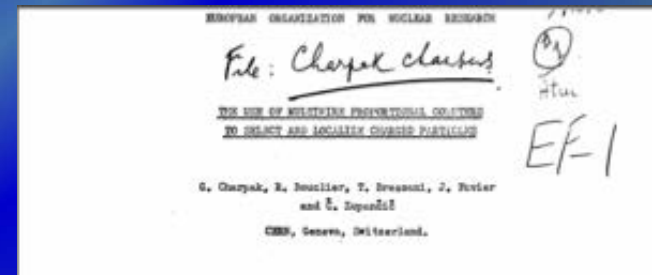 EUROPEAN ORGANIZATION FOR NUCLEAR RESEARCH
File: Charpak chambers
THE USE OF MULTIWIRE PROPORTIONAL COUNTERS
TO SELECT AND LOCALIZE CHARGED PARTICLES
EF-1
G. Charpak, R. Bouclier, T. Bressani, J. Favier
and Č. Zupančič
CERN, Geneva, Switzerland.